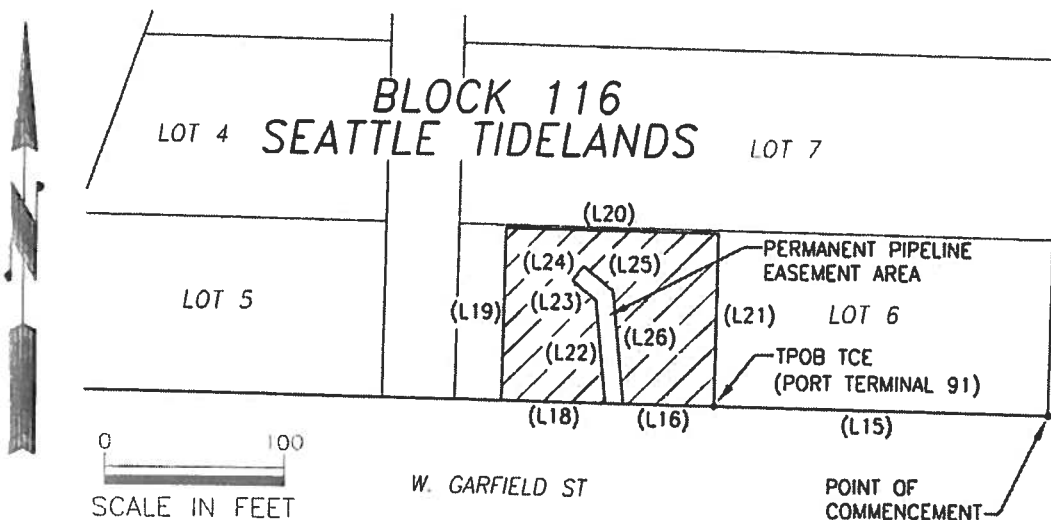 BLOCK 116
SEATTLE TIDELANDS
LOT 4
LOT 7
(L20)
PERMANENT PIPELINE
EASEMENT AREA
(L24)
(L25)
LOT 5
(L19)
(L23)
(L21)
LOT 6
(L22)
(L26)
TPOB TCE
(PORT TERMINAL 91)
(L18)
(L16)
(L15)
0
100
SCALE IN FEET
W. GARFIELD ST
POINT OF
COMMENCEMENT